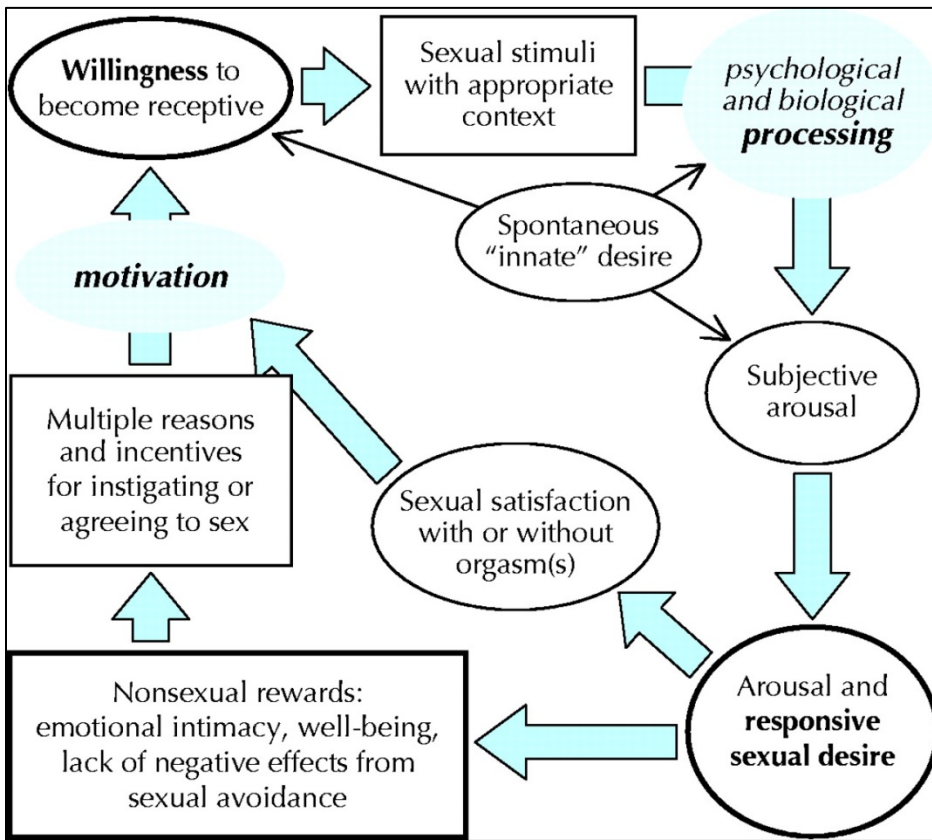 Willingness to
become receptive
Sexual stimuli
with appropriate
context
psychological
and biological
processing
Spontaneous
“innate” desire
motivation
Subjective
arousal
Multiple reasons
and incentives
for instigating or
agreeing to sex
Sexual satisfaction
with or without
orgasm(s)
Nonsexual rewards:
emotional intimacy, well-being,
lack of negative effects from
sexual avoidance
Arousal and
responsive
sexual desire